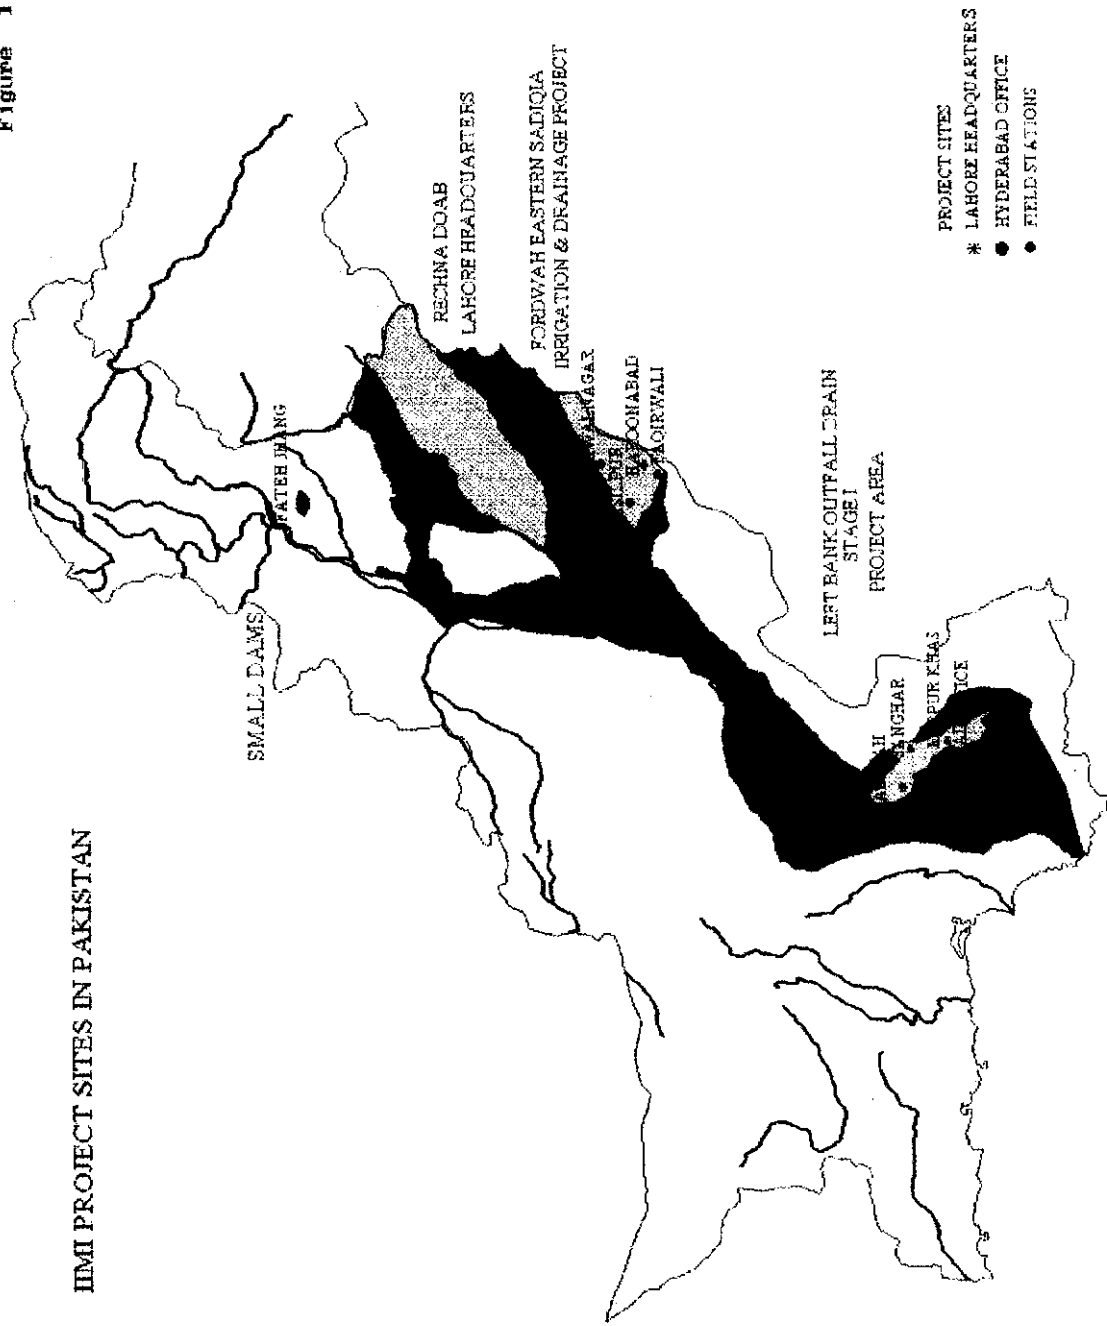 Figure 1
IIMI PROJECT SITES IN PAKISTAN
SMALL DAMS
FATEH JHANG
RECHNA DOAB
LAHORE HEADQUARTERS
FORDWAH EASTERN SADIQIA
IRRIGATION & DRAINAGE PROJECT
HAROONABAD
FAQIRWALI
LEFT BANK OUTFALL DRAIN
STAGE I
PROJECT AREA
PROJECT SITES
LAHORE HEADQUARTERS
HYDERABAD OFFICE
FIELD STATIONS